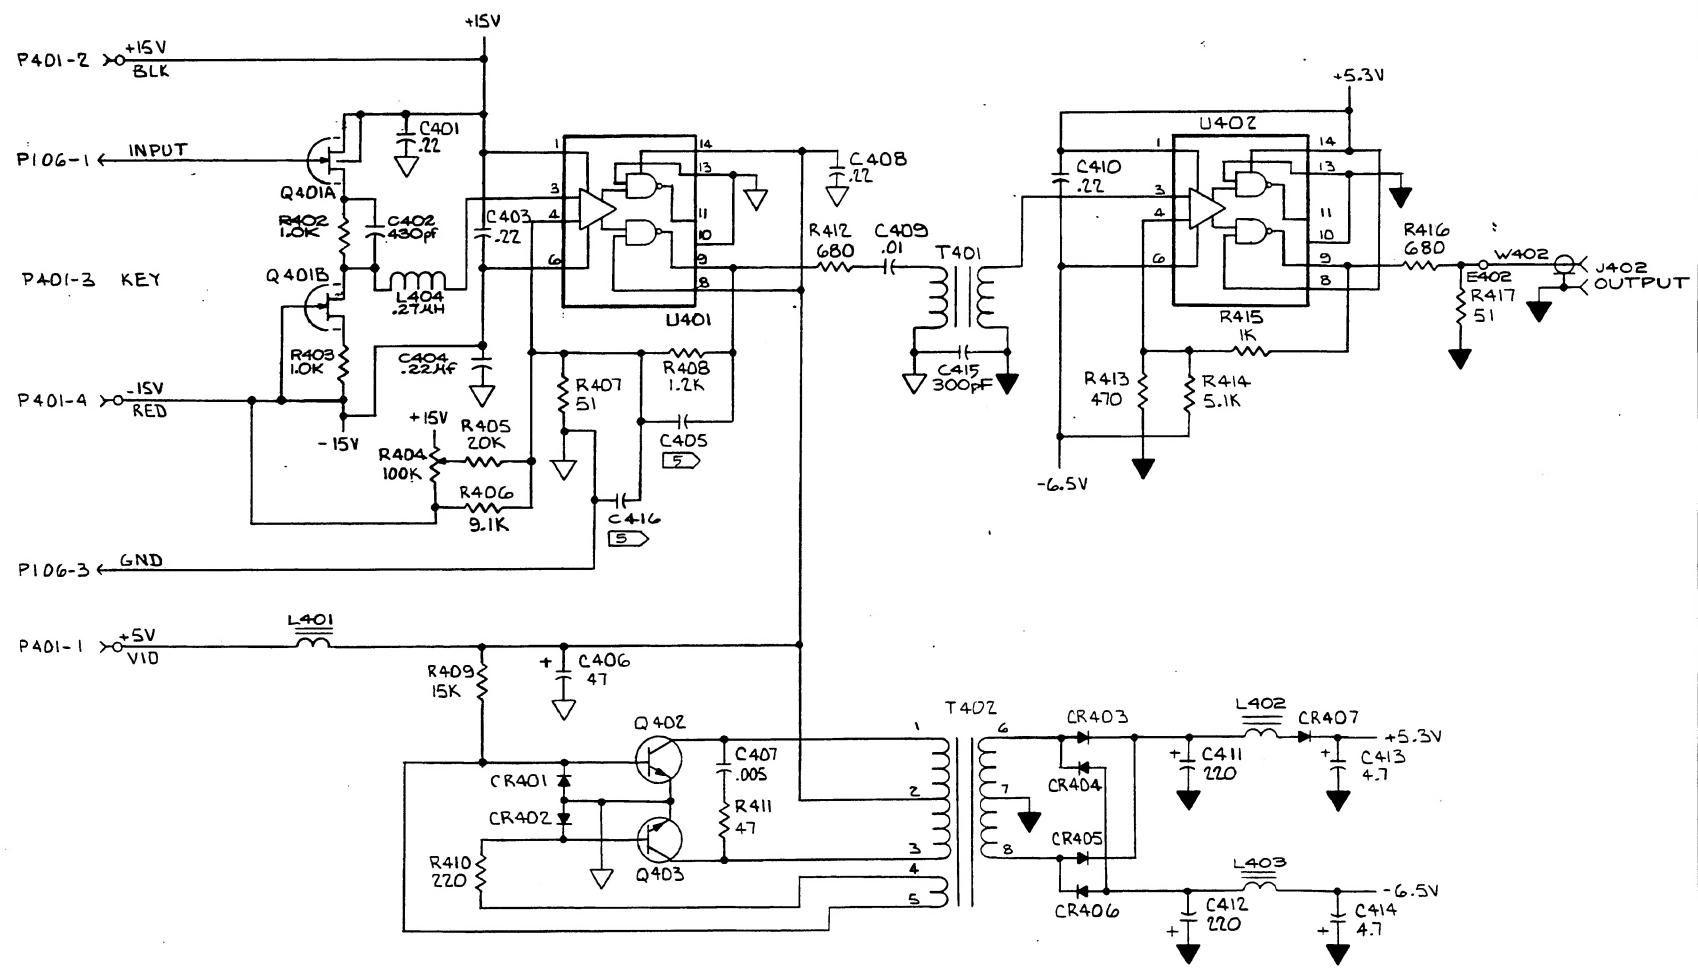 +15V
P401-2
+15V
BLK
P106-1
INPUT
Q401A
C401
.22
R402
1.0K
C402
430pf
Q401B
P401-3 KEY
L404
.27μH
C403
.22
R403
1.0K
C404
.22μf
P401-4
-15V
RED
-15V
1
3
4
6
14
13
11
10
9
8
U401
C408
.22
R412
680
C409
.01
T401
C415
300pF
+15V
R404
100K
R405
20K
R406
9.1K
R407
51
R408
1.2K
C405
5
C416
5
P106-3
GND
+5.3V
U402
C410
.22
1
3
4
6
14
13
11
10
9
8
R415
1K
R413
470
R414
5.1K
-6.5V
R416
680
W402
E402
R417
51
J402
OUTPUT
P401-1
+5V
VIO
L401
R409
15K
+
C406
47
Q402
CR401
CR402
Q403
R410
220
C407
.005
R411
47
T402
1
2
3
4
5
6
7
8
CR403
CR404
CR405
CR406
+
C411
220
L402
CR407
+
C413
4.7
+5.3V
+
C412
220
L403
+
C414
4.7
-6.5V